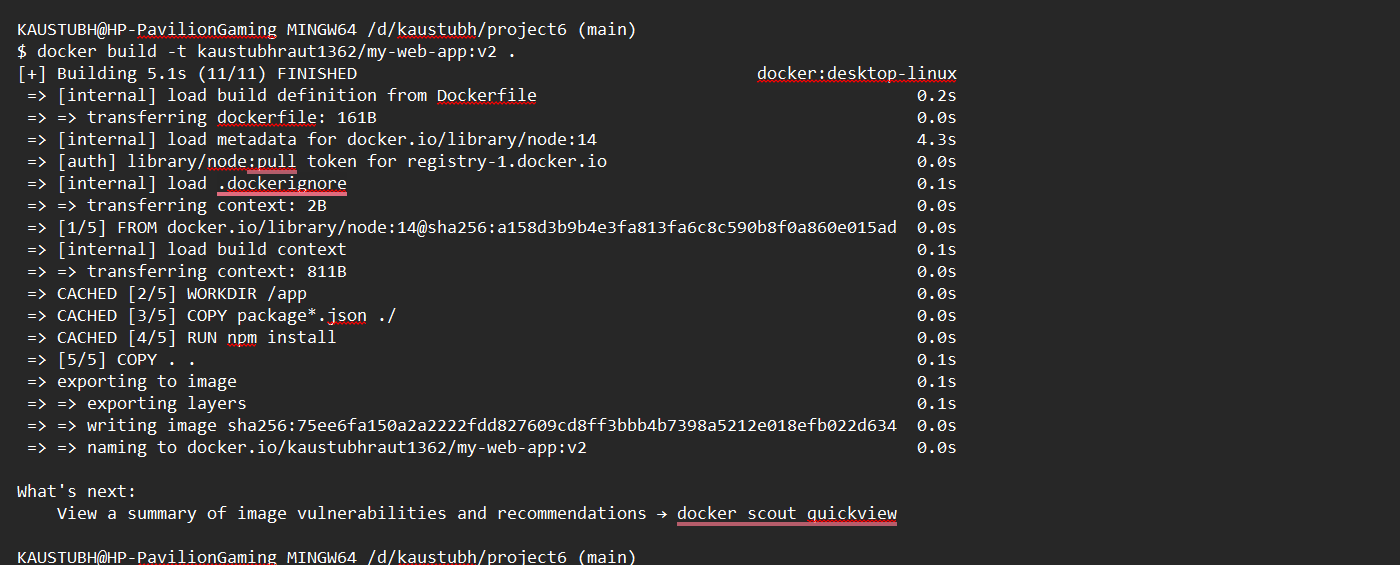 KAUSTUBH@HP-PavilionGaming MINGW64 /d/kaustubh/project6 (main)
$ docker build -t kaustubhraut1362/my-web-app:v2 .
[+] Building 5.1s (11/11) FINISHED docker:desktop-linux
=> [internal] load build definition from Dockerfile 0.2s
=> => transferring dockerfile: 161B 0.0s
=> [internal] load metadata for docker.io/library/node:14 4.3s
=> [auth] library/node:pull token for registry-1.docker.io 0.0s
=> [internal] load .dockerignore 0.1s
=> => transferring context: 2B 0.0s
=> [1/5] FROM docker.io/library/node:14@sha256:a158d3b9b4e3fa813fa6c8c590b8f0a860e015ad 0.0s
=> [internal] load build context 0.1s
=> => transferring context: 811B 0.0s
=> CACHED [2/5] WORKDIR /app 0.0s
=> CACHED [3/5] COPY package*.json ./ 0.0s
=> CACHED [4/5] RUN npm install 0.0s
=> [5/5] COPY . . 0.1s
=> exporting to image 0.1s
=> => exporting layers 0.1s
=> => writing image sha256:75ee6fa150a2a2222fdd827609cd8ff3bbb4b7398a5212e018efb022d634 0.0s
=> => naming to docker.io/kaustubhraut1362/my-web-app:v2 0.0s
What's next:
View a summary of image vulnerabilities and recommendations → docker scout quickview
KAUSTUBH@HP-PavilionGaming MINGW64 /d/kaustubh/project6 (main)